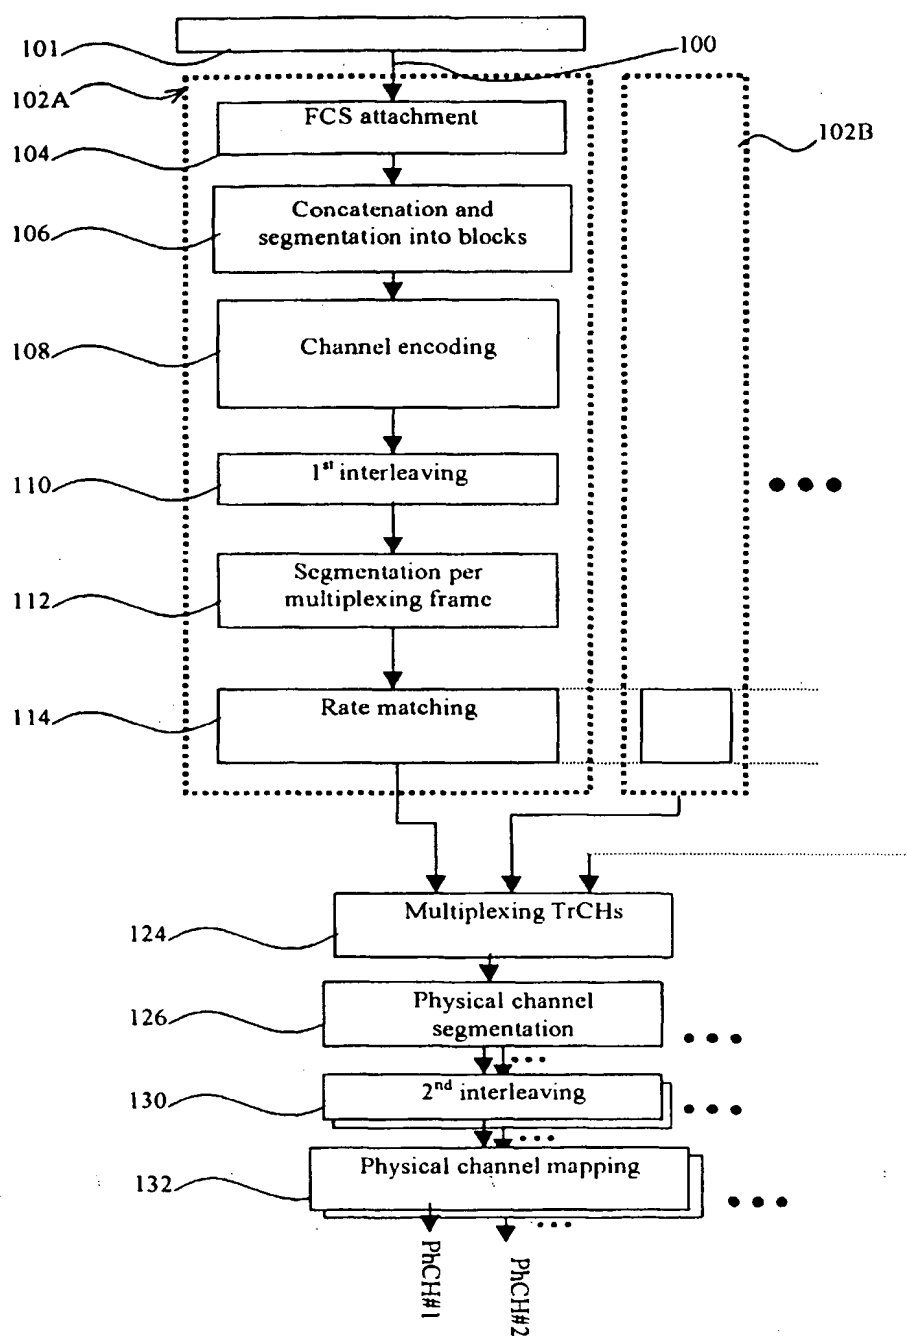 101
100
102A
FCS attachment
102B
104
Concatenation and
segmentation into blocks
106
Channel encoding
108
1st interleaving
110
Segmentation per
multiplexing frame
112
Rate matching
114
Multiplexing TrCHs
124
Physical channel
segmentation
126
2nd interleaving
130
Physical channel mapping
132
PhCH#1
PhCH#2